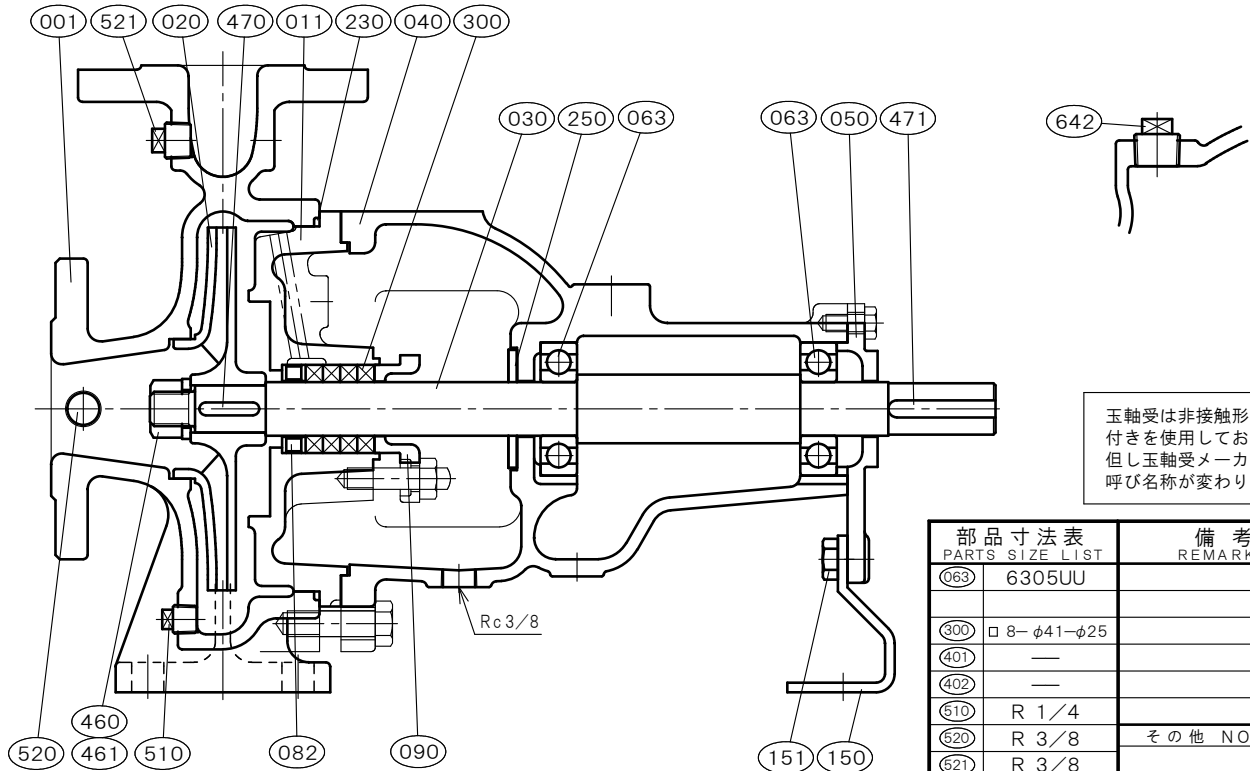 001 521 020 470 011 230 040 300
030 250 063 063 050 471
642
玉軸受は非接触形
付きを使用してお
但し玉軸受メーカ
呼び名称が変わり
Rc3/8
部品寸法表 備考
PARTS SIZE LIST REMARK
063 6305UU
300 □8-φ41-φ25
401 —
402 —
510 R 1/4
520 R 3/8 その他 NO
521 R 3/8
460
520 461 510 082 090 151 150